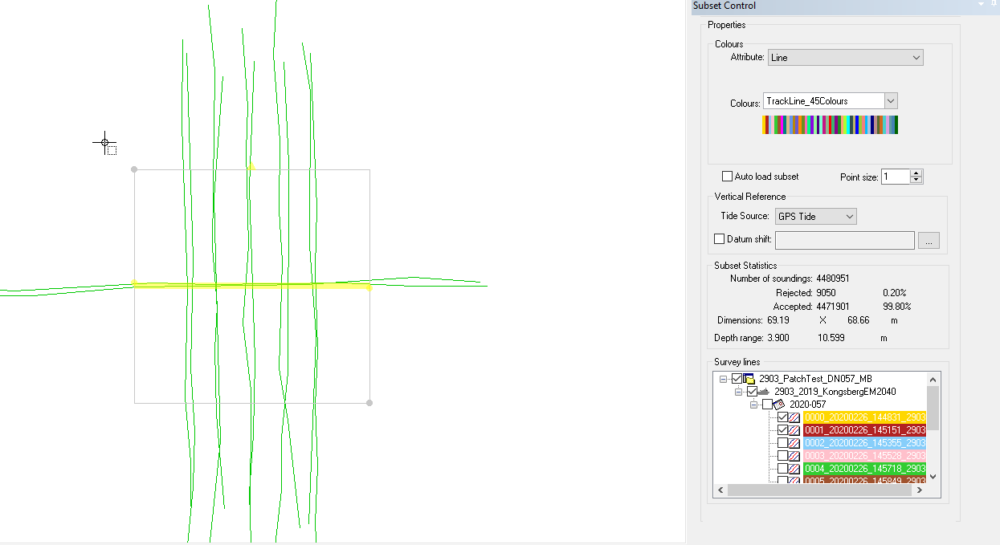 Subset Control
Properties
Colours
Attribute: Line
Colours: TrackLine_45Colours
Auto load subset Point size: 1
Vertical Reference
Tide Source: GPS Tide
Datum shift: ...
Subset Statistics
Number of soundings: 4480951
Rejected: 9050 0.20%
Accepted: 4471901 99.80%
Dimensions: 69.19 X 68.66 m
Depth range: 3.900 10.599 m
Survey lines
2903_PatchTest_DN057_MB
2903_2019_KongsbergEM2040
2020-057
0000_20200226_144831_2903
0001_20200226_145151_2903
0002_20200226_145355_2903
0003_20200226_145528_2903
0004_20200226_145718_2903
0005_20200226_145849_2903